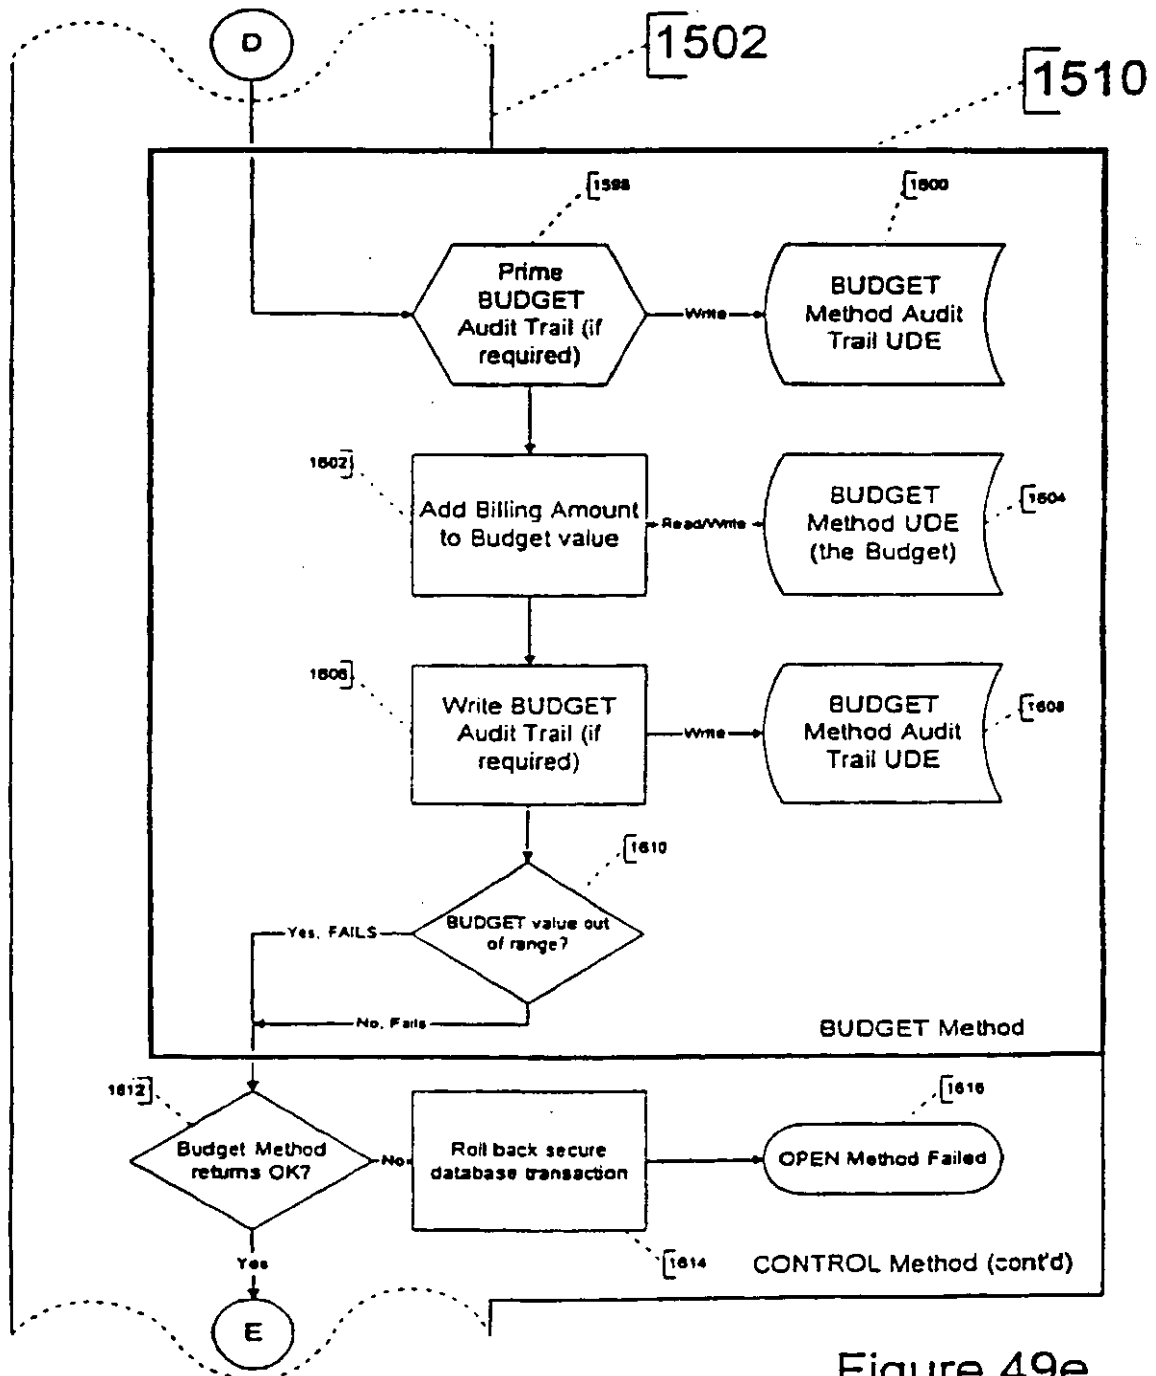 D
1502
1510
1598
1600
Prime
BUDGET
Audit Trail (if
required)
Write
BUDGET
Method Audit
Trail UDE
1602
Add Billing Amount
to Budget value
Read/Write
BUDGET
Method UDE
(the Budget)
1604
1606
Write BUDGET
Audit Trail (if
required)
Write
BUDGET
Method Audit
Trail UDE
1608
1610
BUDGET value out
of range?
Yes, FAILS
No, Fails
BUDGET Method
1612
Budget Method
returns OK?
No
Roll back secure
database transaction
1616
OPEN Method Failed
Yes
1614
CONTROL Method (cont'd)
E
Figure 49e